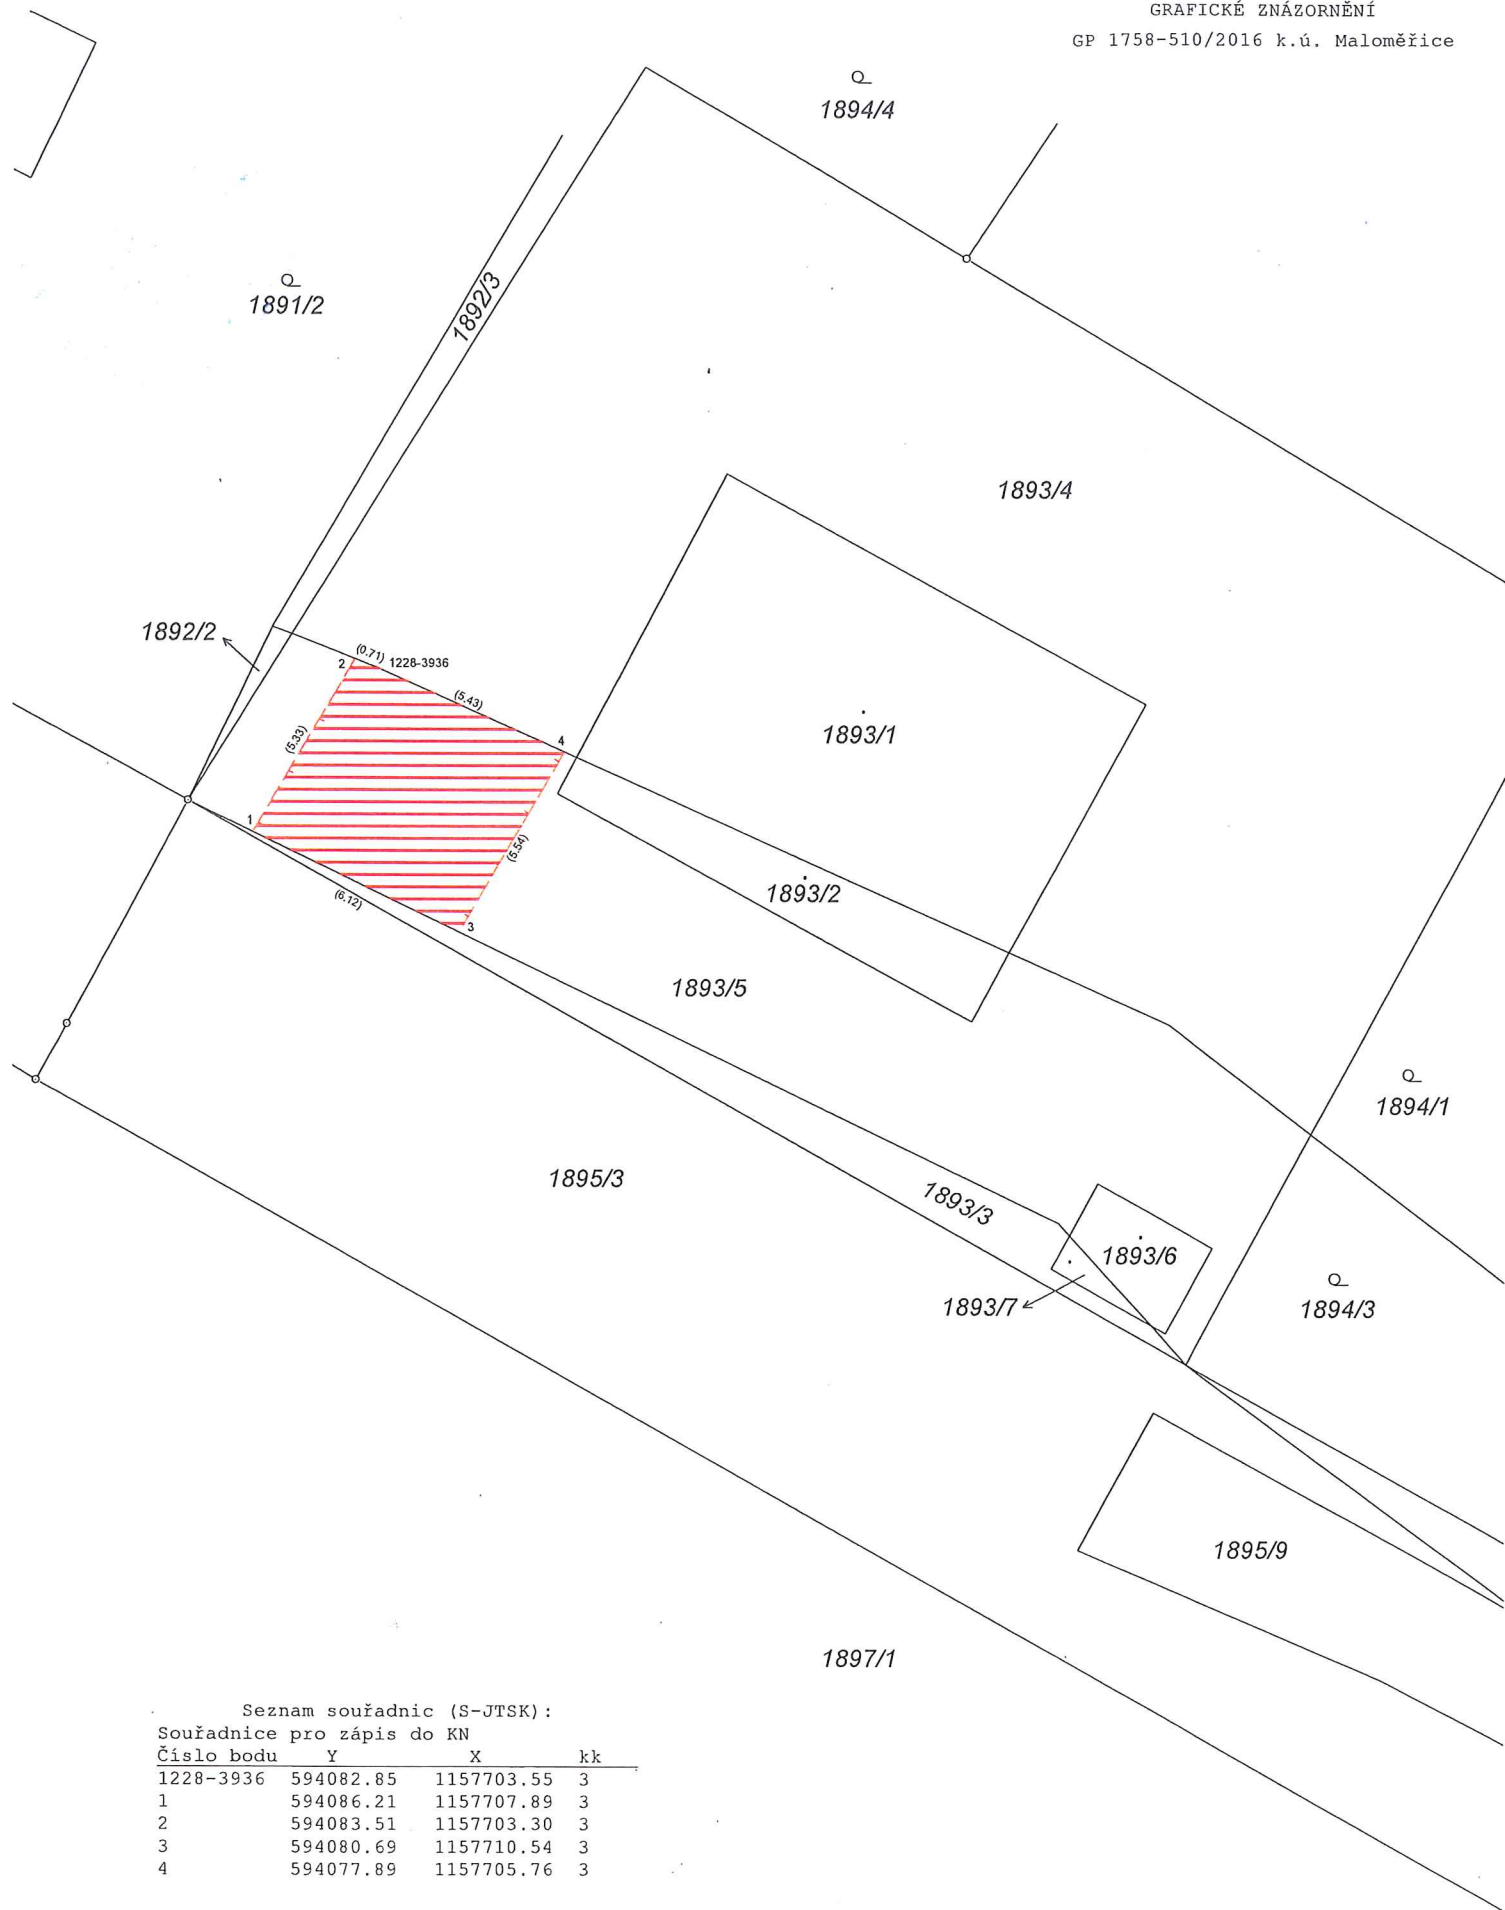 GRAFICKÉ ZNÁZORNĚNÍ
GP 1758-510/2016 k.ú. Maloměřice
1894/4
1892/3
1891/2
1893/4
1892/2
(0.71)
2
1228-3936
(5.43)
1893/1
(5.33)
4
1
(5.54)
1893/2
(6.12)
3
1893/5
1894/1
1895/3
1893/3
1893/6
1893/7
1894/3
1895/9
1897/1
Seznam souřadnic (S-JTSK):
Souřadnice pro zápis do KN
Číslo bodu Y X kk
1228-3936 594082.85 1157703.55 3
1 594086.21 1157707.89 3
2 594083.51 1157703.30 3
3 594080.69 1157710.54 3
4 594077.89 1157705.76 3